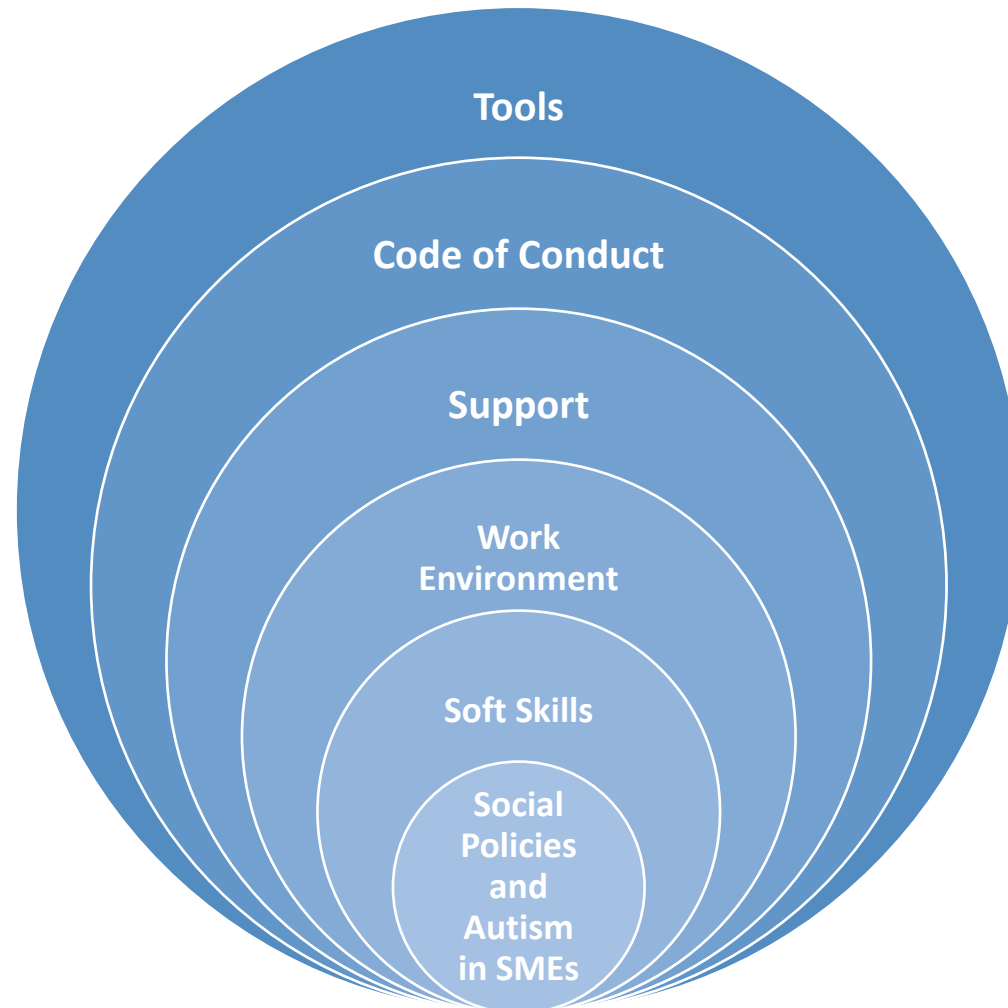 Tools
Code of Conduct
Support
Work
Environment
Soft Skills
Social
Policies
and
Autism
in SMEs